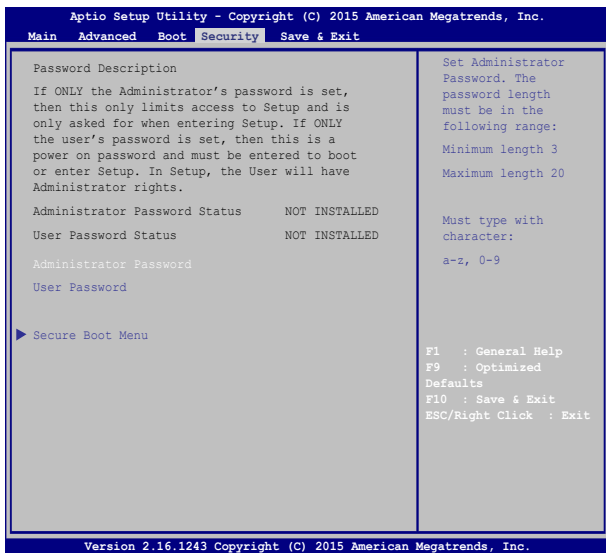 Aptio Setup Utility - Copyright (C) 2015 American Megatrends, Inc.
Main Advanced Boot Security Save & Exit
Password Description
If ONLY the Administrator's password is set,
then this only limits access to Setup and is
only asked for when entering Setup. If ONLY
the user's password is set, then this is a
power on password and must be entered to boot
or enter Setup. In Setup, the User will have
Administrator rights.
Administrator Password Status NOT INSTALLED
User Password Status NOT INSTALLED
Administrator Password
User Password
Secure Boot Menu
Set Administrator
Password. The
password length
must be in the
following range:
Minimum length 3
Maximum length 20
Must type with
character:
a-z, 0-9
F1 : General Help
F9 : Optimized
Defaults
F10 : Save & Exit
ESC/Right Click : Exit
Version 2.16.1243 Copyright (C) 2015 American Megatrends, Inc.